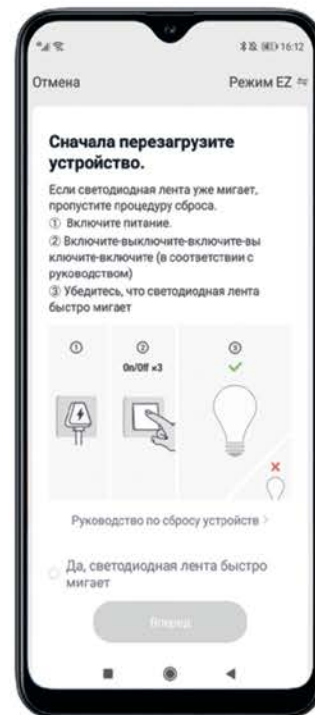 16:12
Отмена Режим EZ
Сначала перезагрузите
устройство.
Если светодиодная лента уже мигает,
пропустите процедуру сброса.
① Включите питание.
② Включите-выключите-включите-вы
ключите-включите (в соответствии с
руководством)
③ Убедитесь, что светодиодная лента
быстро мигает
① ② ③
On/Off ×3
Руководство по сбросу устройств >
Да, светодиодная лента быстро
мигает
Вперед